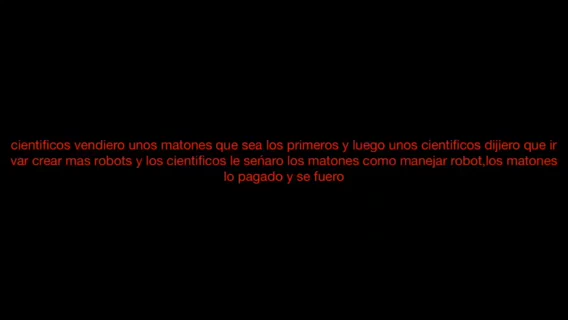 cientificos vendiero unos matones que sea los primeros y luego unos cientificos dijiero que ir
var crear mas robots y los cientificos le señaro los matones como manejar robot,los matones
lo pagado y se fuero